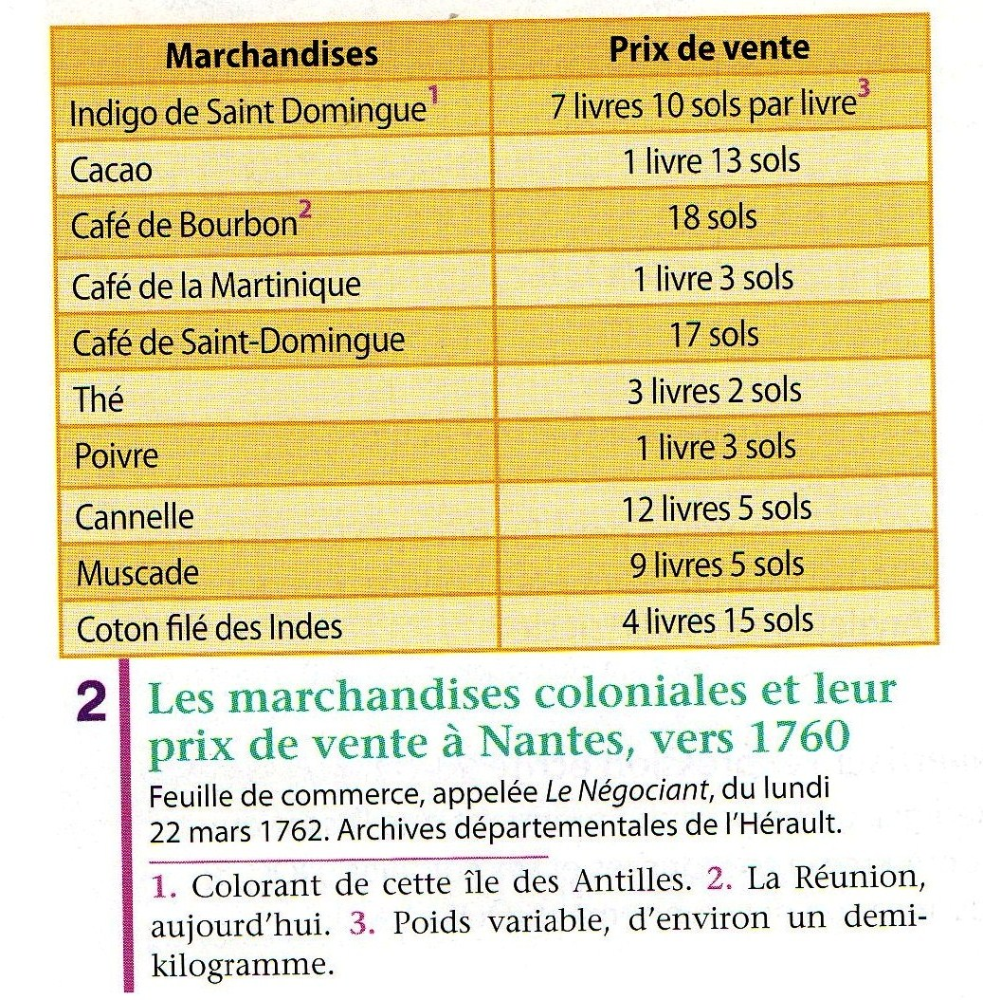 Marchandises Prix de vente
Indigo de Saint Domingue1 7 livres 10 sols par livre3
Cacao 1 livre 13 sols
Café de Bourbon2 18 sols
Café de la Martinique 1 livre 3 sols
Café de Saint-Domingue 17 sols
Thé 3 livres 2 sols
Poivre 1 livre 3 sols
Cannelle 12 livres 5 sols
Muscade 9 livres 5 sols
Coton filé des Indes 4 livres 15 sols
2 Les marchandises coloniales et leur
prix de vente à Nantes, vers 1760
Feuille de commerce, appelée Le Négociant, du lundi
22 mars 1762. Archives départementales de l'Hérault.
1. Colorant de cette île des Antilles. 2. La Réunion,
aujourd'hui. 3. Poids variable, d'environ un demi-
kilogramme.